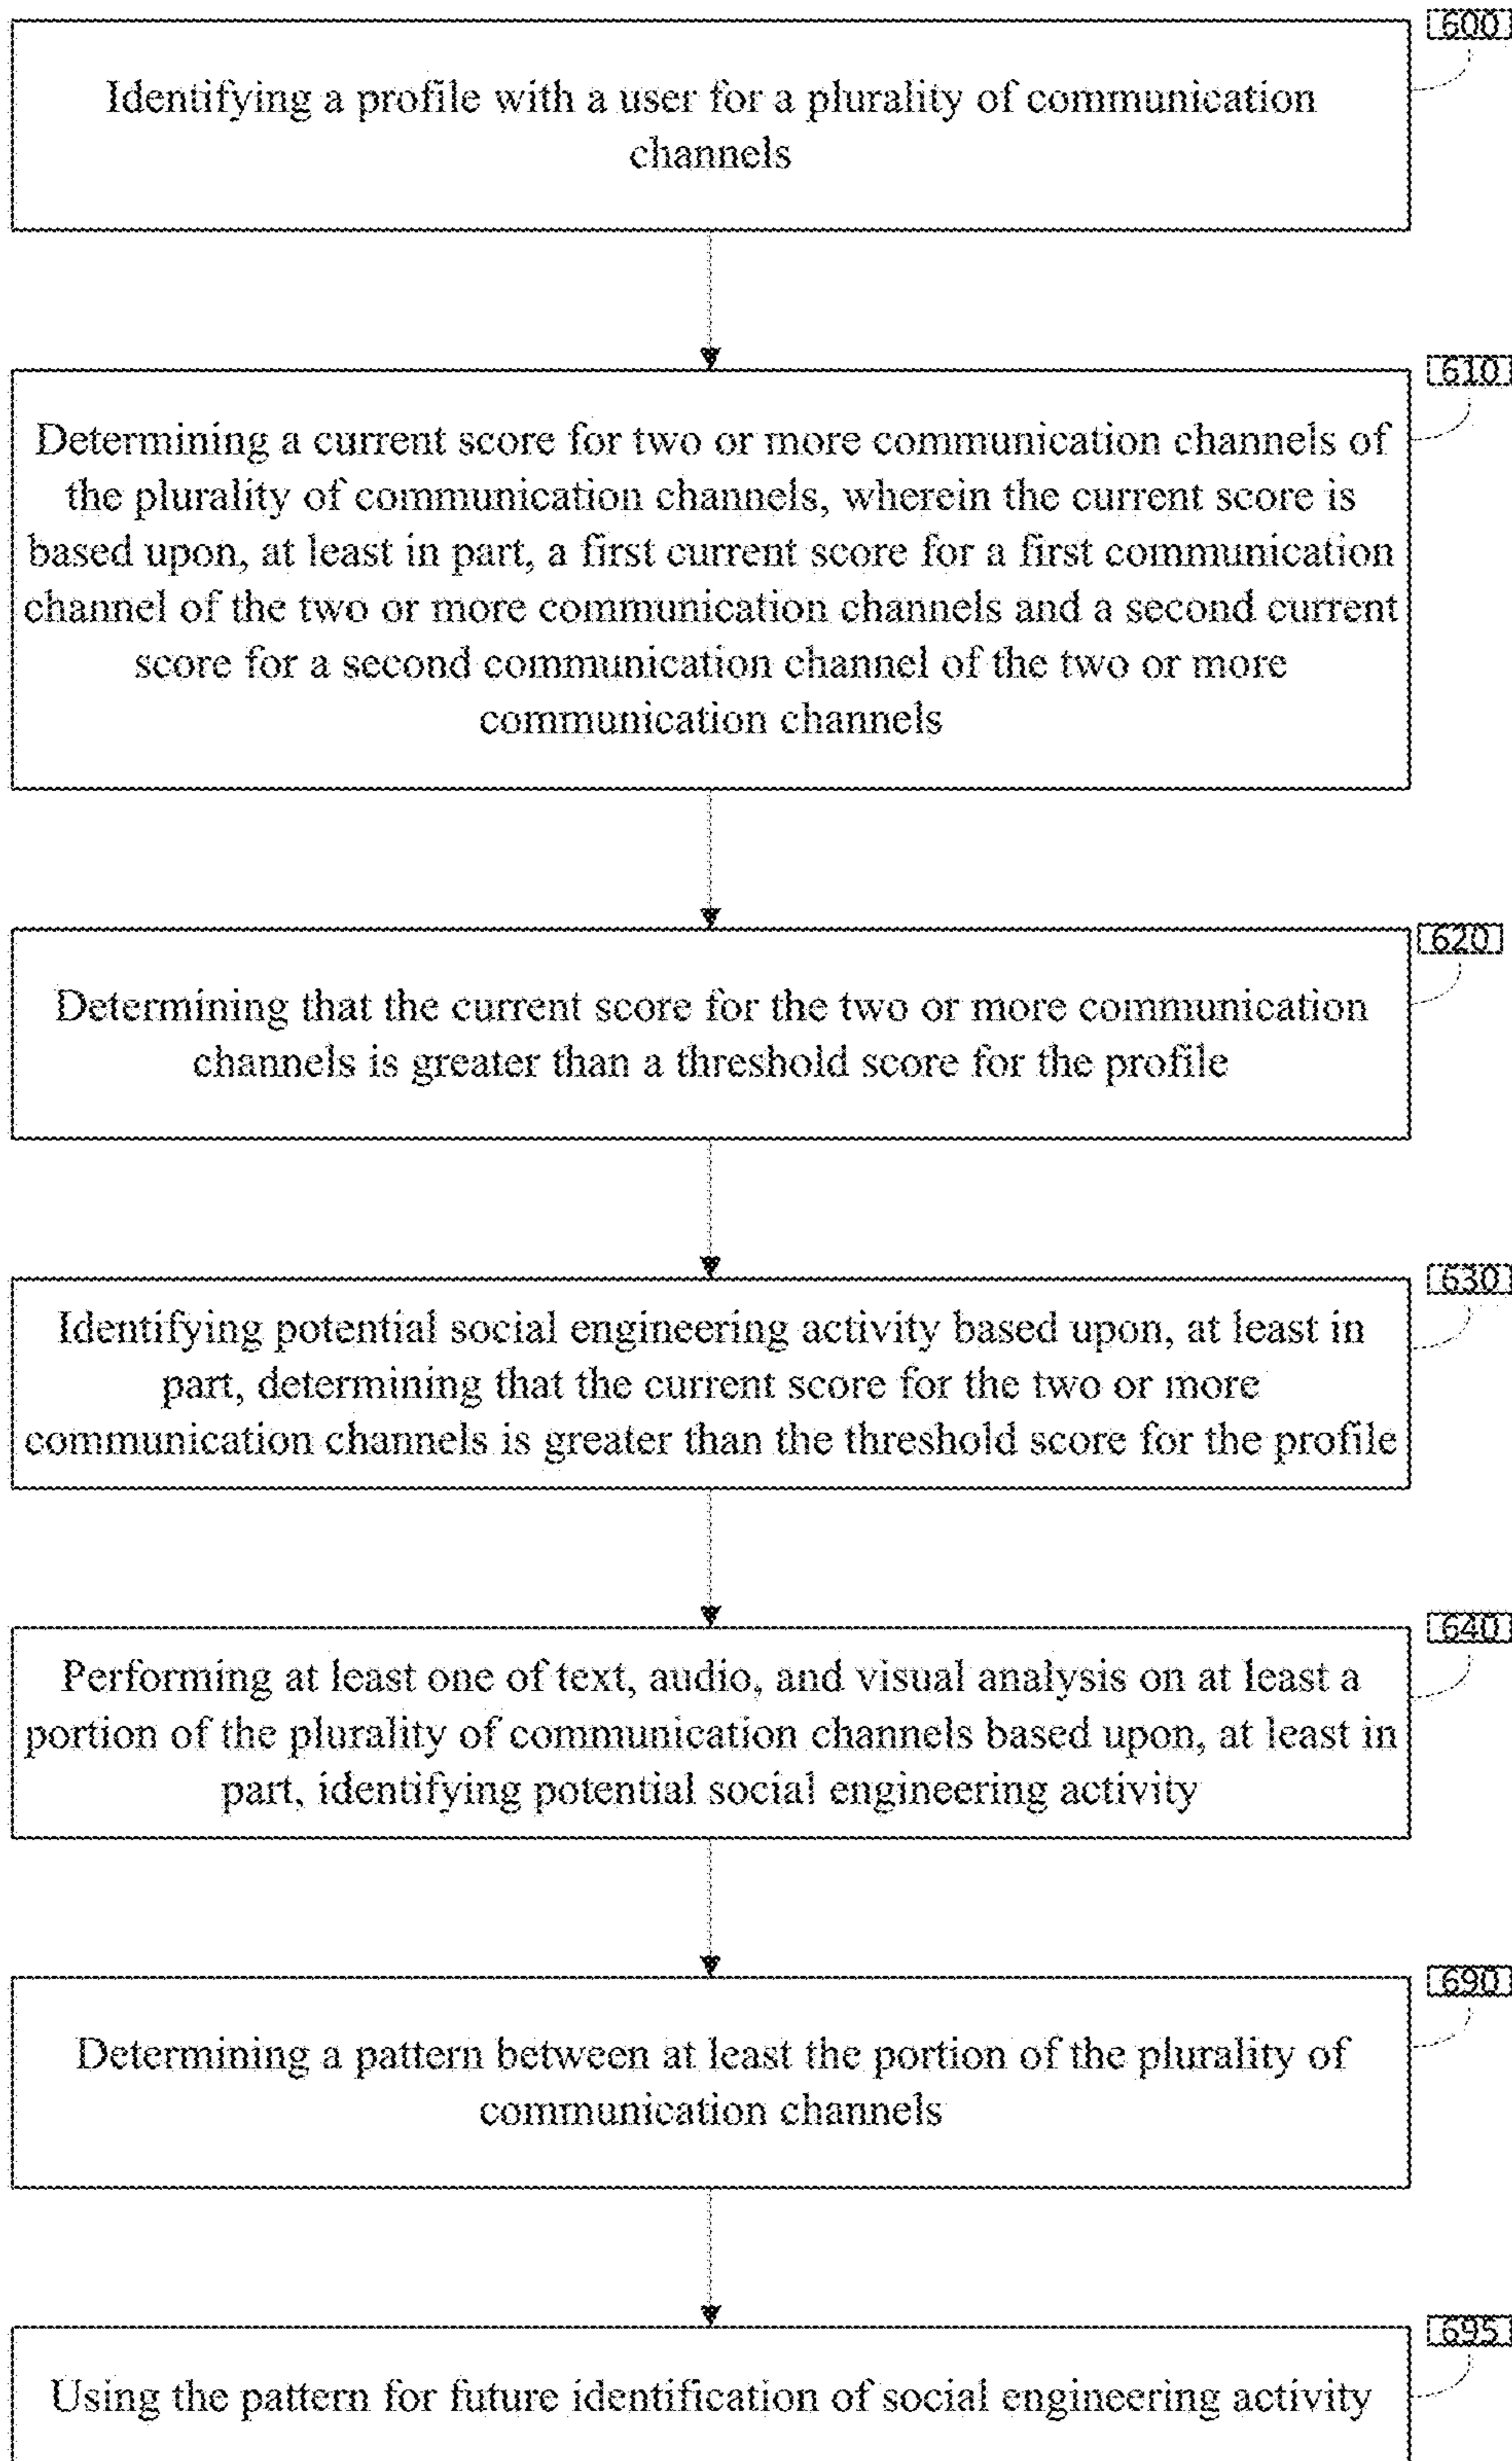 600
Identifying a profile with a user for a plurality of communication
channels
610
Determining a current score for two or more communication channels of
the plurality of communication channels, wherein the current score is
based upon, at least in part, a first current score for a first communication
channel of the two or more communication channels and a second current
score for a second communication channel of the two or more
communication channels
620
Determining that the current score for the two or more communication
channels is greater than a threshold score for the profile
630
Identifying potential social engineering activity based upon, at least in
part, determining that the current score for the two or more
communication channels is greater than the threshold score for the profile
640
Performing at least one of text, audio, and visual analysis on at least a
portion of the plurality of communication channels based upon, at least in
part, identifying potential social engineering activity
690
Determining a pattern between at least the portion of the plurality of
communication channels
695
Using the pattern for future identification of social engineering activity